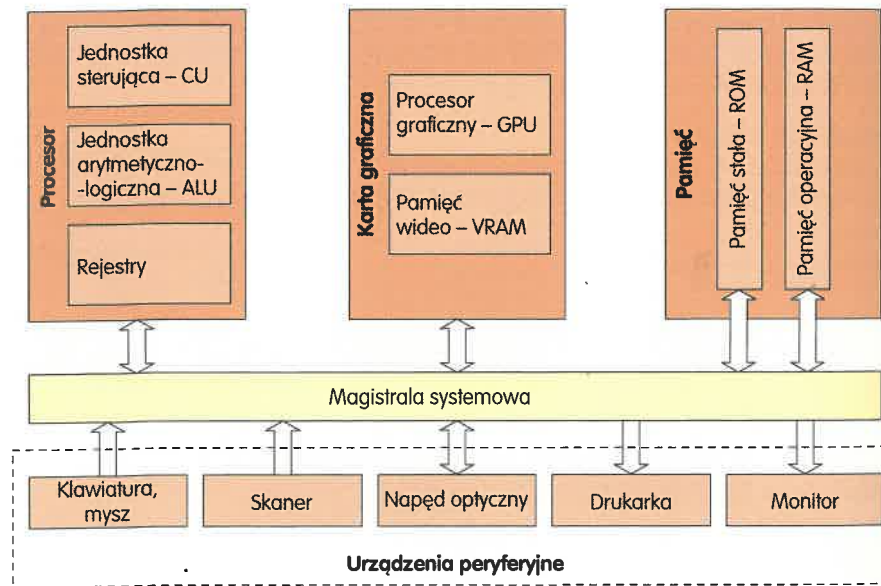 Procesor
Jednostka
sterująca – CU
Jednostka
arytmetyczno-
-logiczna – ALU
Rejestry
Karta graficzna
Procesor
graficzny – GPU
Pamięć
wideo – VRAM
Pamięć
Pamięć stała – ROM
Pamięć operacyjna – RAM
Magistrala systemowa
Klawiatura,
mysz
Skaner
Napęd optyczny
Drukarka
Monitor
Urządzenia peryferyjne